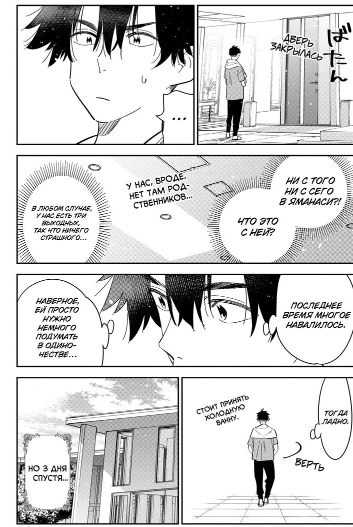 ばたん
ДВЕРЬ
ЗАКРЫЛАСЬ
...
НИ С ТОГО
НИ С СЕГО
В ЯМАНАСИ?!
ЧТО ЭТО
С НЕЙ?
У НАС, ВРОДЕ,
НЕТ ТАМ РОД-
СТВЕННИКОВ...
В ЛЮБОМ СЛУЧАЕ,
У НАС ЕСТЬ ТРИ
ВЫХОДНЫХ,
ТАК ЧТО НИЧЕГО
СТРАШНОГО...
ПОСЛЕДНЕЕ
ВРЕМЯ МНОГОЕ
НАВАЛИЛОСЬ.
НАВЕРНОЕ,
ЕЙ ПРОСТО
НУЖНО
НЕМНОГО
ПОДУМАТЬ
В ОДИНО-
ЧЕСТВЕ...
ТОГДА
ЛАДНО.
СТОИТ ПРИНЯТЬ
ХОЛОДНУЮ
ВАННУ.
ВЕРТЬ
НО 3 ДНЯ
СПУСТЯ...